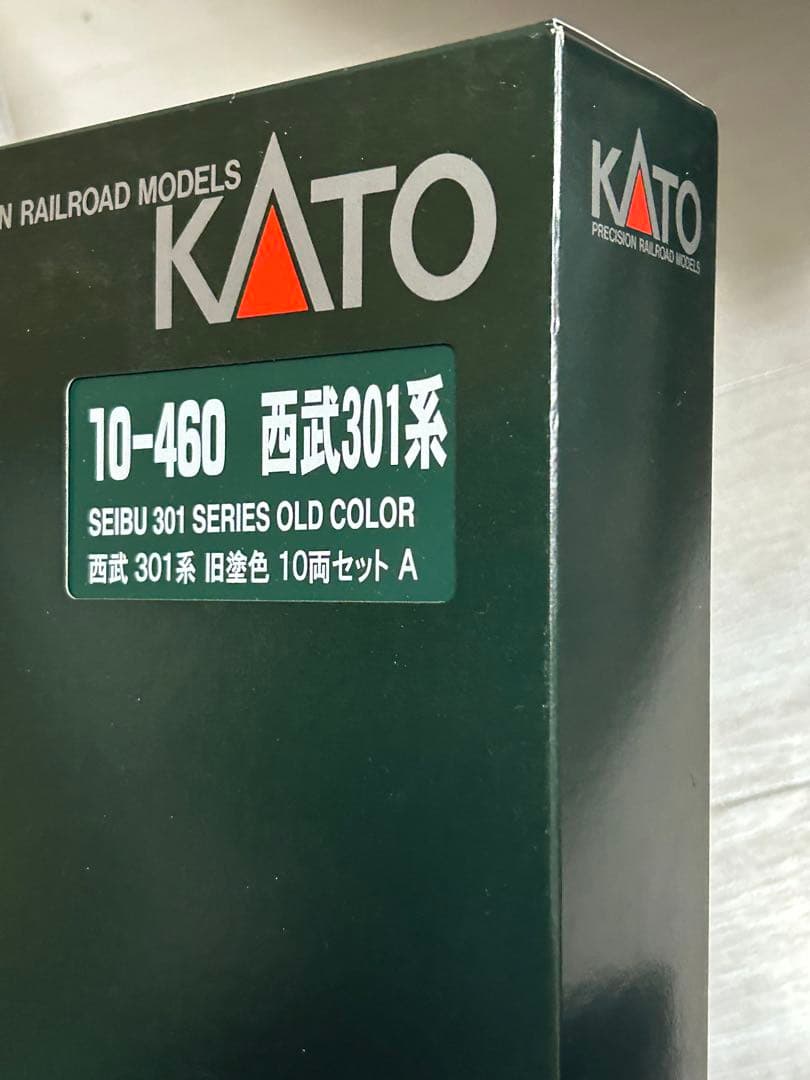 N RAILROAD MODELS
KATO
10-460 西武301系
SEIBU 301 SERIES OLD COLOR
西武 301系 旧塗色 10両セット A
KATO
PRECISION RAILROAD MODELS